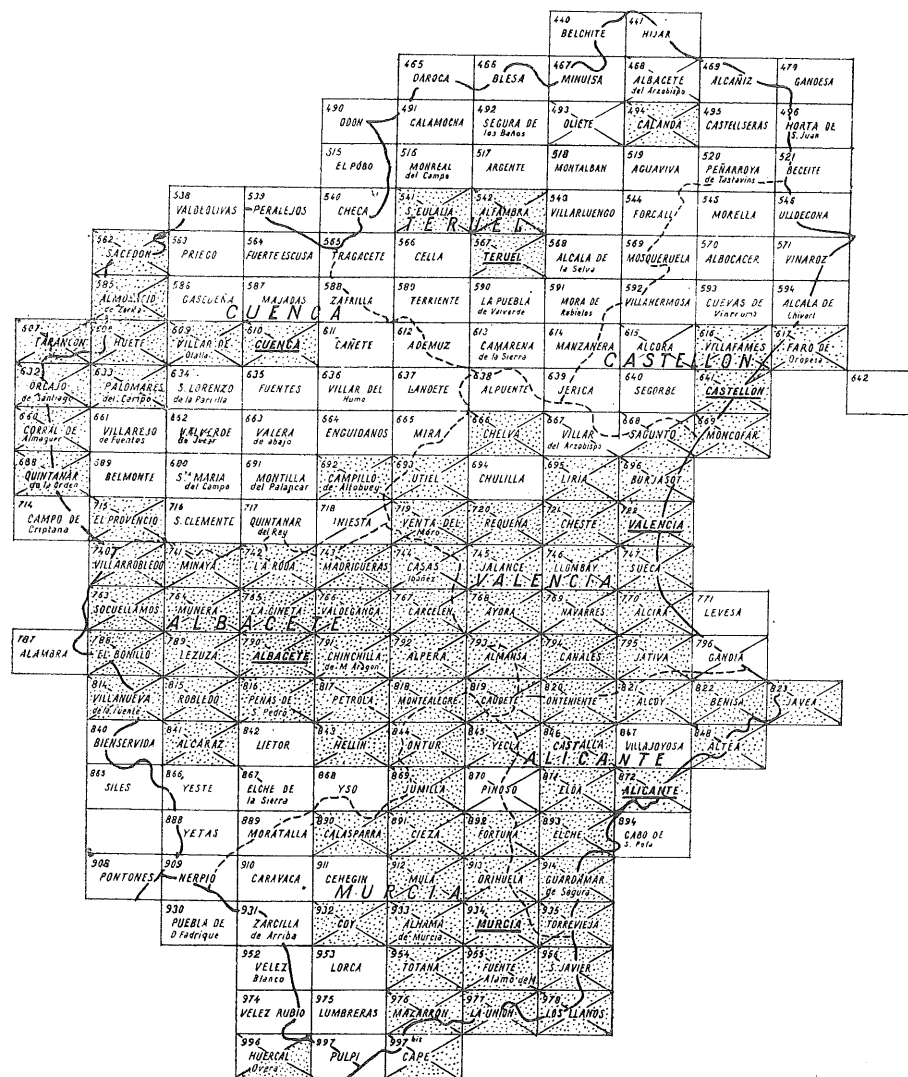 440 441
BELCHITE HIJAR
465 466 467 468 469 470
DAROCA BLESA MINUISA ALBACETE ALCAÑIZ GANDESA
del Arzobispo
490 491 492 493 494 495 496
ODON CALAMOCHA SEGURA DE OLIETE CALANDA CASTELLSERAS HORTA DE
los Baños S. Juan
515 516 517 518 519 520 521
EL POBO MONREAL ARGENTE MONTALBAN AGUAVIVA PEÑARROYA BECEITE
del Campo de Tastavins
538 539 540 541 542 543 544 545 546
VALDEOLIVAS PERALEJOS CHECA S. EULALIA ALFAMBRA VILLARLUENGO FORCALL MORELLA ULLDECONA
TERUEL
562 563 564 565 566 567 568 569 570 571
SACEDON PRIEGO FUERTESCUSA TRAGACETE CELLA TERUEL ALCALA DE MOSQUERUELA ALBOCACER VINAROZ
la Selva
585 586 587 588 589 590 591 592 593 594
ALMONACID GASCUEÑA MAJADAS ZAFRILLA TERRIENTE LA PUEBLA MORA DE VILLAHERMOSA CUEVAS DE ALCALA DE
de Zorita de Valverde Rubielos Vinroma Chivert
CUENCA
607 608 609 610 611 612 613 614 615 616 617
TARANCON HUETE VILLAR DE CUENCA CAÑETE ADEMUZ CAMARENA MANZANERA ALCORA VILLAFAMES FARO DE
Olalla de la Sierra Oropesa
CASTELLON
632 633 634 635 636 637 638 639 640 641 642
ORCAJO PALOMARES S. LORENZO FUENTES VILLAR DEL LANDETE ALPUENTE JERICA SEGORBE CASTELLON
de Santiago del Campo de la Parrilla Humo
660 661 662 663 664 665 666 667 668 669
CORRAL DE VILLAREJO VALVERDE VALERA ENGUIDANOS MIRA CHELVA VILLAR SAGUNTO MONCOFAR
Almaguer de Fuentes de Jucar de abajo del Arzobispo
688 689 690 691 692 693 694 695 696
QUINTANAR BELMONTE Sta MARIA MONTILLA CAMPILLO UTIEL CHULILLA LIRIA BURJASOT
de la Orden del Campo del Palancar de Altobuey
714 715 716 717 718 719 720 721 722
CAMPO DE EL PROVENCIO S. CLEMENTE QUINTANAR INIESTA VENTA DEL REQUEÑA CHESTE VALENCIA
Criptana del Rey Moro
740 741 742 743 744 745 746 747
VILLARROBLEDO MINAYA LA RODA MADRIGUERAS CASAS JALANCE LLOMBAY SUECA
Ibañez
VALENCIA
763 764 765 766 767 768 769 770 771
SOCUELLAMOS MUNERA LA GINETA VALDEGANGA CARCELEN AYORA NAVARRES ALCIRA LEVESA
ALBACETE
787 788 789 790 791 792 793 794 795 796
ALAMBRA EL BONILLO LEZUZA ALBACETE CHINCHILLA ALPERA ALMANSA CANALES JATIVA GANDIA
de M. Aragon
814 815 816 817 818 819 820 821 822 823
VILLANUEVA ROBLEDO PEÑAS DE PETROLA MONTEALEGRE CAUDETE ONTENIENTE ALCOY BENISA JAVEA
de la Fuente S. Pedro
840 841 842 843 844 845 846 847 848
BIENSERVIDA ALCARAZ LIETOR HELLIN ONTUR YECLA CASTALLA VILLAJOYOSA ALTEA
ALICANTE
865 866 867 868 869 870 871 872
SILES YESTE ELCHE DE YSO JUMILLA PINOSO ELDA ALICANTE
la Sierra
888 889 890 891 892 893 894
YETAS MORATALLA CALASPARRA CIEZA FORTUNA ELCHE CABO DE
S. Pola
908 909 910 911 912 913 914
PONTONES NERPIO CARAVACA CEHEGIN MULA ORIHUELA GUARDAMAR
de Segura
MURCIA
930 931 932 933 934 935
PUEBLA DE ZARCILLA COY ALHAMA MURCIA TORREVIEJA
D. Fadrique de Arriba de Murcia
952 953 954 955 956
VELEZ LORCA TOTANA FUENTE S. JAVIER
Blanco Alamo de M.
974 975 976 977 978
VELEZ RUBIO LUMBRERAS MAZARRON LA UNION LOS LLANOS
996 997 997 bis
HUERCAL PULPI CAPE
Overa